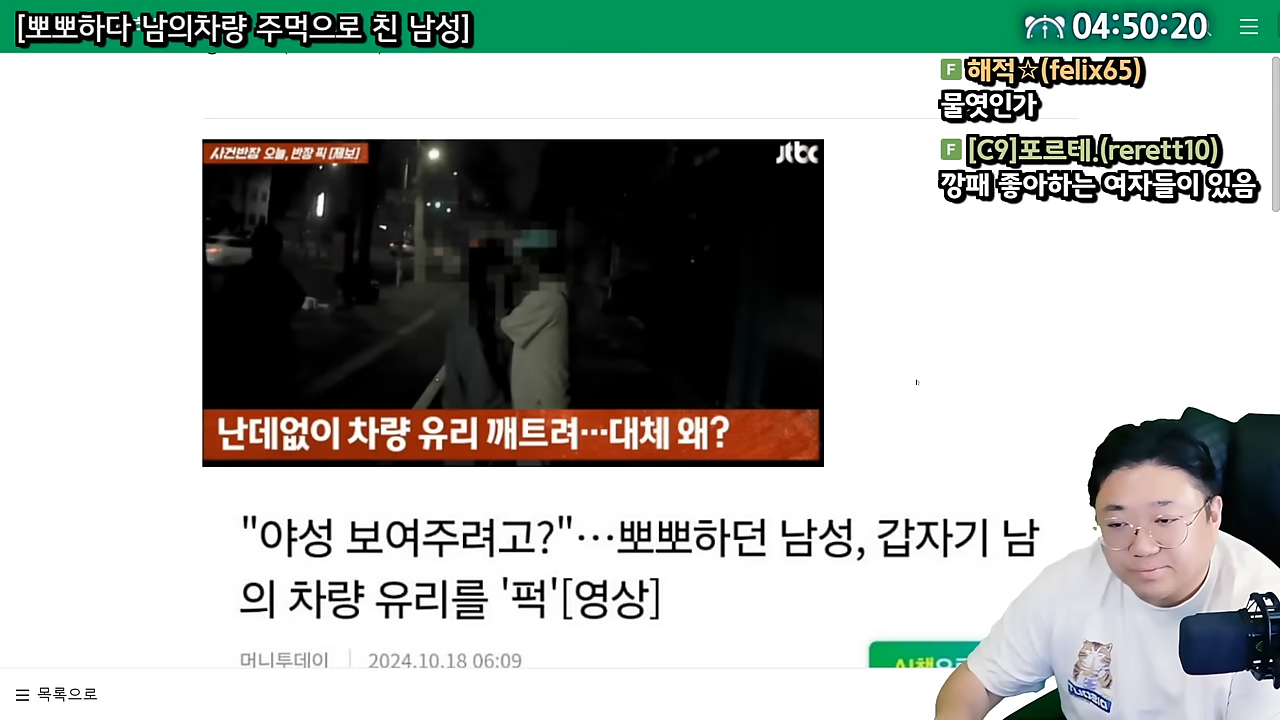 [뽀뽀하다 남의차량 주먹으로 친 남성]
04:50:20
F 해적☆(felix65)
물엿인가
F [C9]포르테.(rerett10)
깡패 좋아하는 여자들이 있음
사건반장 오늘, 반장 픽 [제보]
jtbc
난데없이 차량 유리 깨트려…대체 왜?
"야성 보여주려고?"…뽀뽀하던 남성, 갑자기 남
의 차량 유리를 '퍽'[영상]
머니투데이 | 2024.10.18 06:09
목록으로